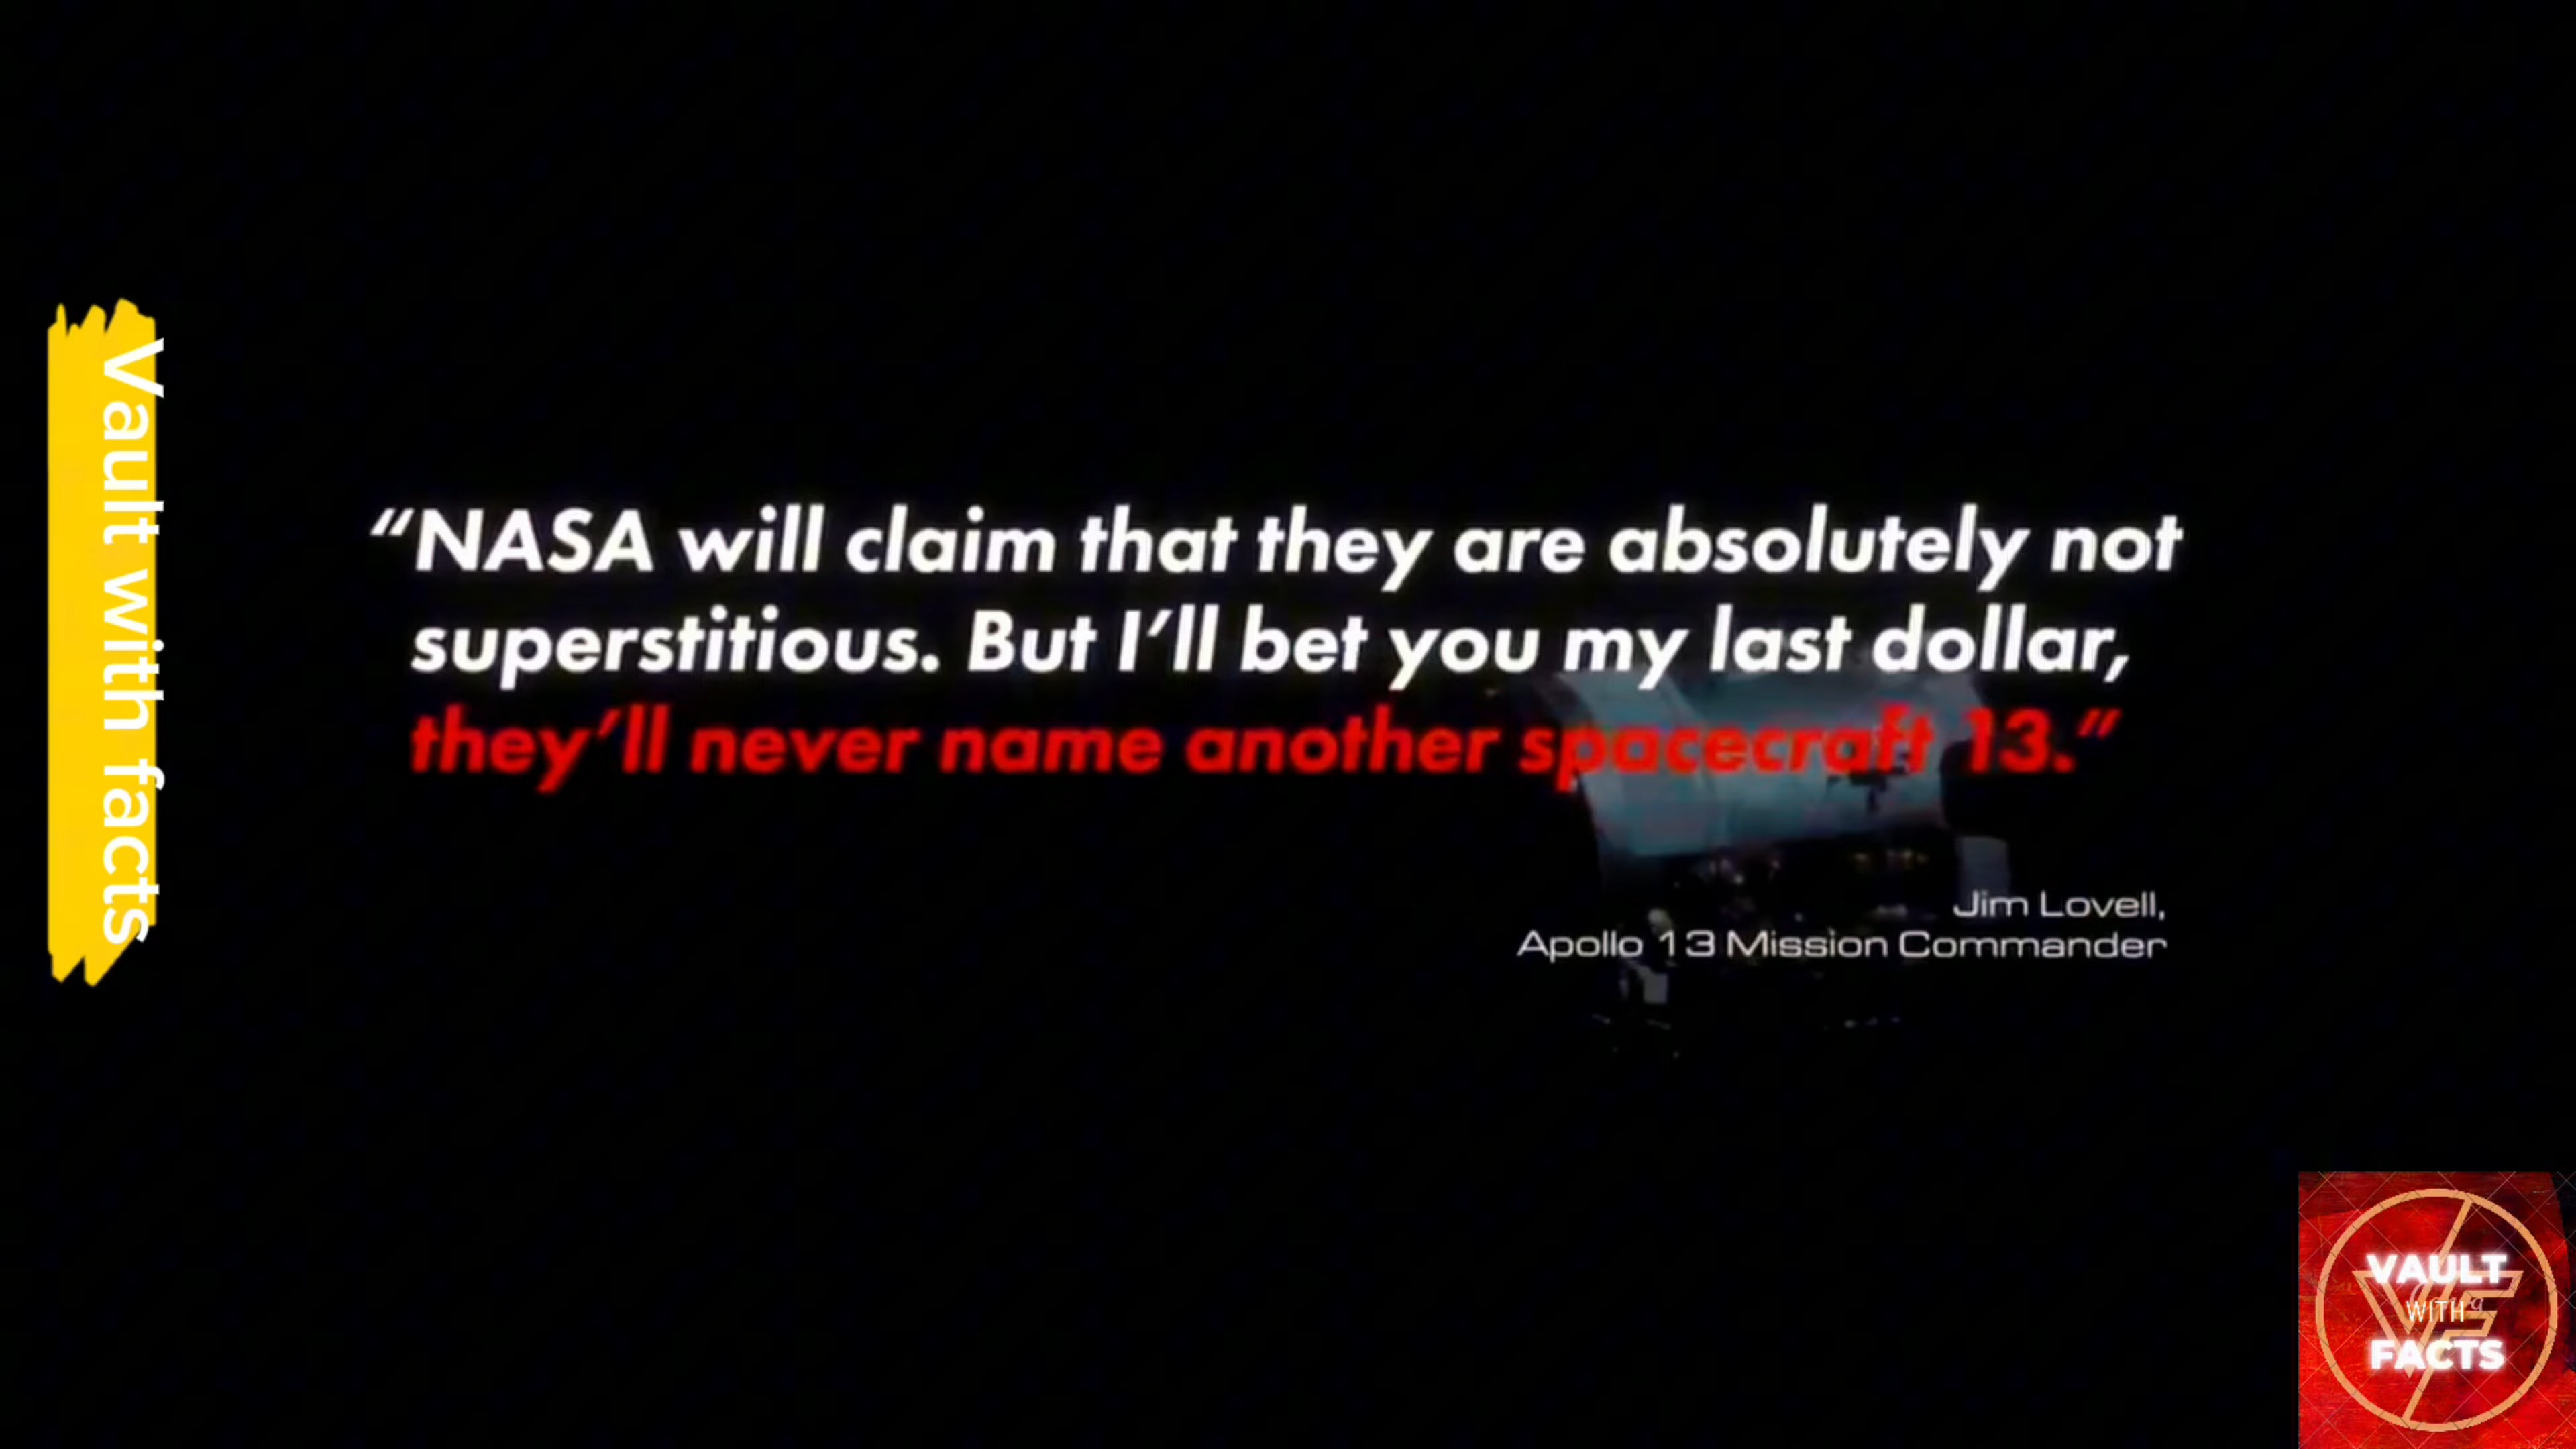 Vault with facts
“NASA will claim that they are absolutely not
superstitious. But I’ll bet you my last dollar,
they’ll never name another spacecraft 13.”
Jim Lovell,
Apollo 13 Mission Commander
VAULT
WITH
FACTS